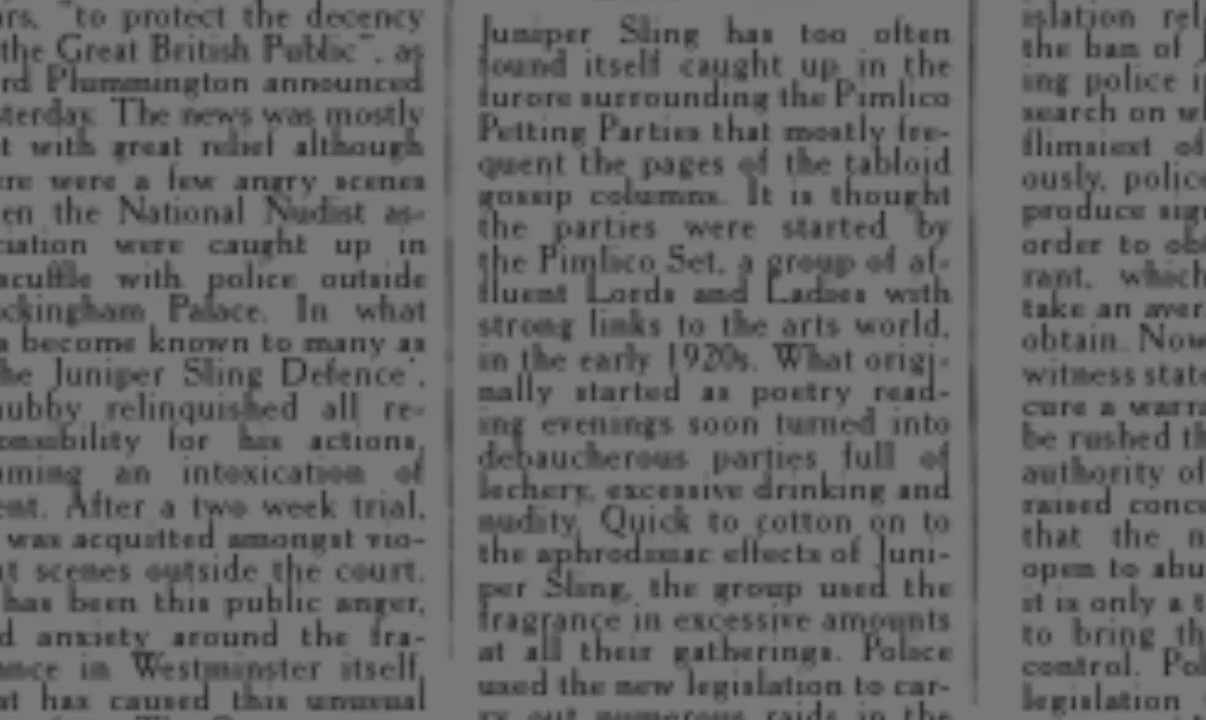 rs, "to protect the decency
the Great British Public", as
rd Plummington announced
sterday. The news was mostly
t with great relief although
ere were a few angry scenes
en the National Nudist as-
ciation were caught up in
scuffle with police outside
ckingham Palace. In what
s become known to many as
he Juniper Sling Defence',
hubby relinquished all re-
onsibility for his actions,
aming an intoxication of
ent. After a two week trial,
was acquitted amongst vio-
nt scenes outside the court.
has been this public anger,
d anxiety around the fra-
ance in Westminster itself,
at has caused this unusual
Juniper Sling has too often
found itself caught up in the
furore surrounding the Pimlico
Petting Parties that mostly fre-
quent the pages of the tabloid
gossip columns. It is thought
the parties were started by
the Pimlico Set, a group of af-
fluent Lords and Ladies with
strong links to the arts world,
in the early 1920s. What origi-
nally started as poetry read-
ing evenings soon turned into
debaucherous parties full of
lechery, excessive drinking and
nudity. Quick to cotton on to
the aphrodisiac effects of Juni-
per Sling, the group used the
fragrance in excessive amounts
at all their gatherings. Police
used the new legislation to car-
ry out numerous raids in the
islation rel
the ban of J
ing police i
search on wh
flimsiest of
ously, police
produce sig
order to ob
rant, which
take an aver
obtain. Now
witness state
cure a warra
be rushed th
authority of
raised conce
that the n
open to abu
it is only a t
to bring th
control. Pol
legislation